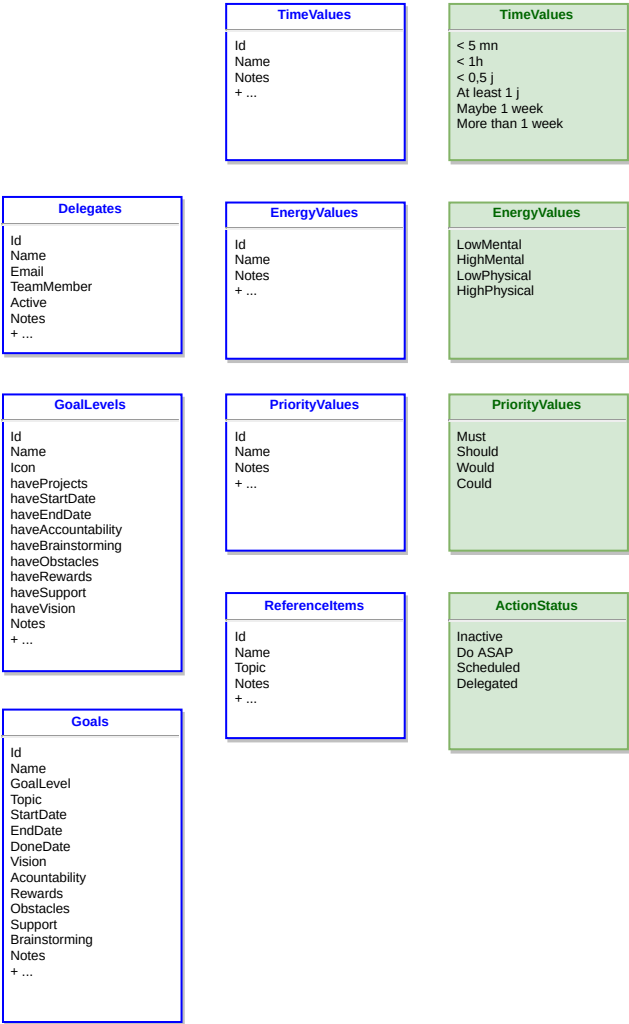 TimeValues
Id
Name
Notes
+ ...
TimeValues
< 5 mn
< 1h
< 0,5 j
At least 1 j
Maybe 1 week
More than 1 week
Delegates
Id
Name
Email
TeamMember
Active
Notes
+ ...
EnergyValues
Id
Name
Notes
+ ...
EnergyValues
LowMental
HighMental
LowPhysical
HighPhysical
GoalLevels
Id
Name
Icon
haveProjects
haveStartDate
haveEndDate
haveAccountability
haveBrainstorming
haveObstacles
haveRewards
haveSupport
haveVision
Notes
+ ...
PriorityValues
Id
Name
Notes
+ ...
PriorityValues
Must
Should
Would
Could
ReferenceItems
Id
Name
Topic
Notes
+ ...
ActionStatus
Inactive
Do ASAP
Scheduled
Delegated
Goals
Id
Name
GoalLevel
Topic
StartDate
EndDate
DoneDate
Vision
Acountability
Rewards
Obstacles
Support
Brainstorming
Notes
+ ...